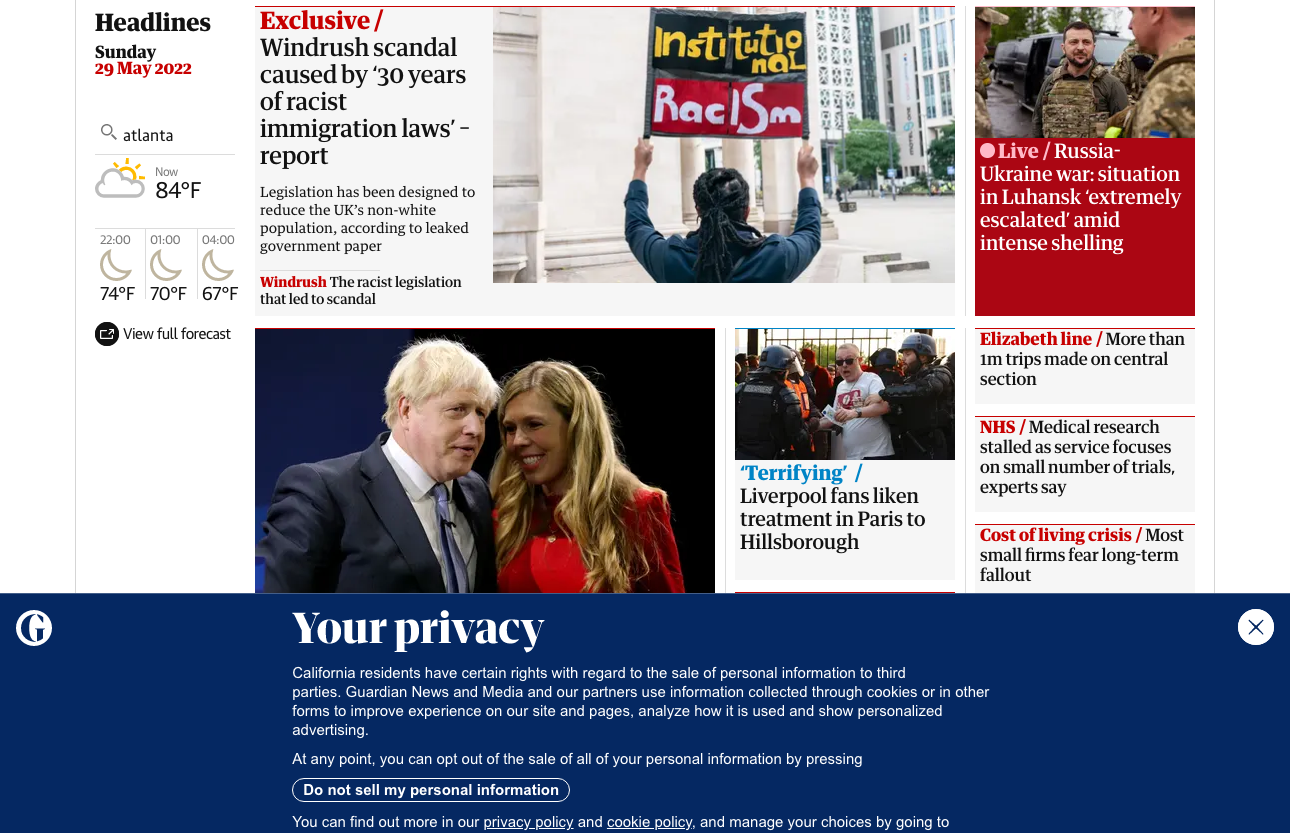 Headlines
Sunday
29 May 2022
atlanta
Now
84°F
22:00
01:00
04:00
74°F
70°F
67°F
View full forecast
Exclusive /
Windrush scandal
caused by ‘30 years
of racist
immigration laws’ –
report
Legislation has been designed to
reduce the UK’s non-white
population, according to leaked
government paper
Windrush The racist legislation
that led to scandal
Institutio
nal
Racism
Live / Russia-
Ukraine war: situation
in Luhansk ‘extremely
escalated’ amid
intense shelling
‘Terrifying’ /
Liverpool fans liken
treatment in Paris to
Hillsborough
Elizabeth line / More than
1m trips made on central
section
NHS / Medical research
stalled as service focuses
on small number of trials,
experts say
Cost of living crisis / Most
small firms fear long-term
fallout
Your privacy
California residents have certain rights with regard to the sale of personal information to third
parties. Guardian News and Media and our partners use information collected through cookies or in other
forms to improve experience on our site and pages, analyze how it is used and show personalized
advertising.
At any point, you can opt out of the sale of all of your personal information by pressing
Do not sell my personal information
You can find out more in our privacy policy and cookie policy, and manage your choices by going to